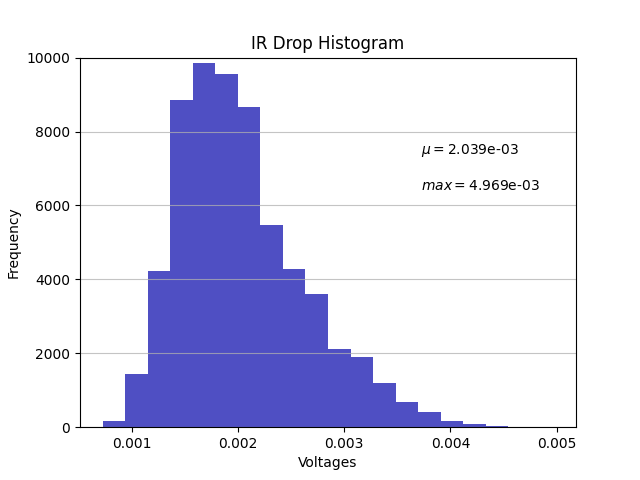 IR Drop Histogram
10000
8000
6000
4000
2000
0
Frequency
μ = 2.039e-03
max = 4.969e-03
0.001 0.002 0.003 0.004 0.005
Voltages